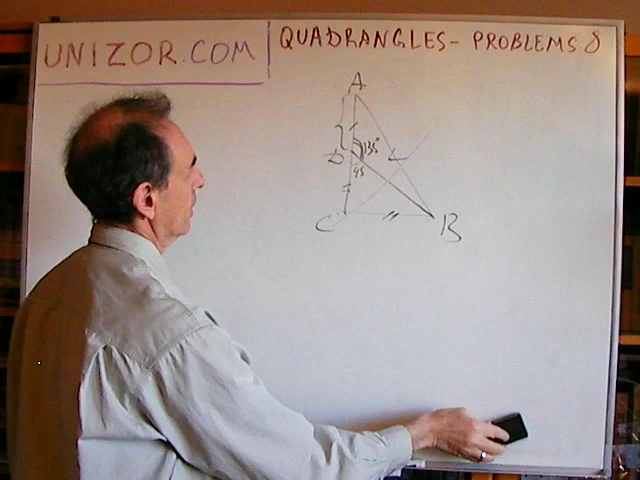 UNIZOR.COM
QUADRANGLES - PROBLEMS 8
A
D 135°
45
C B